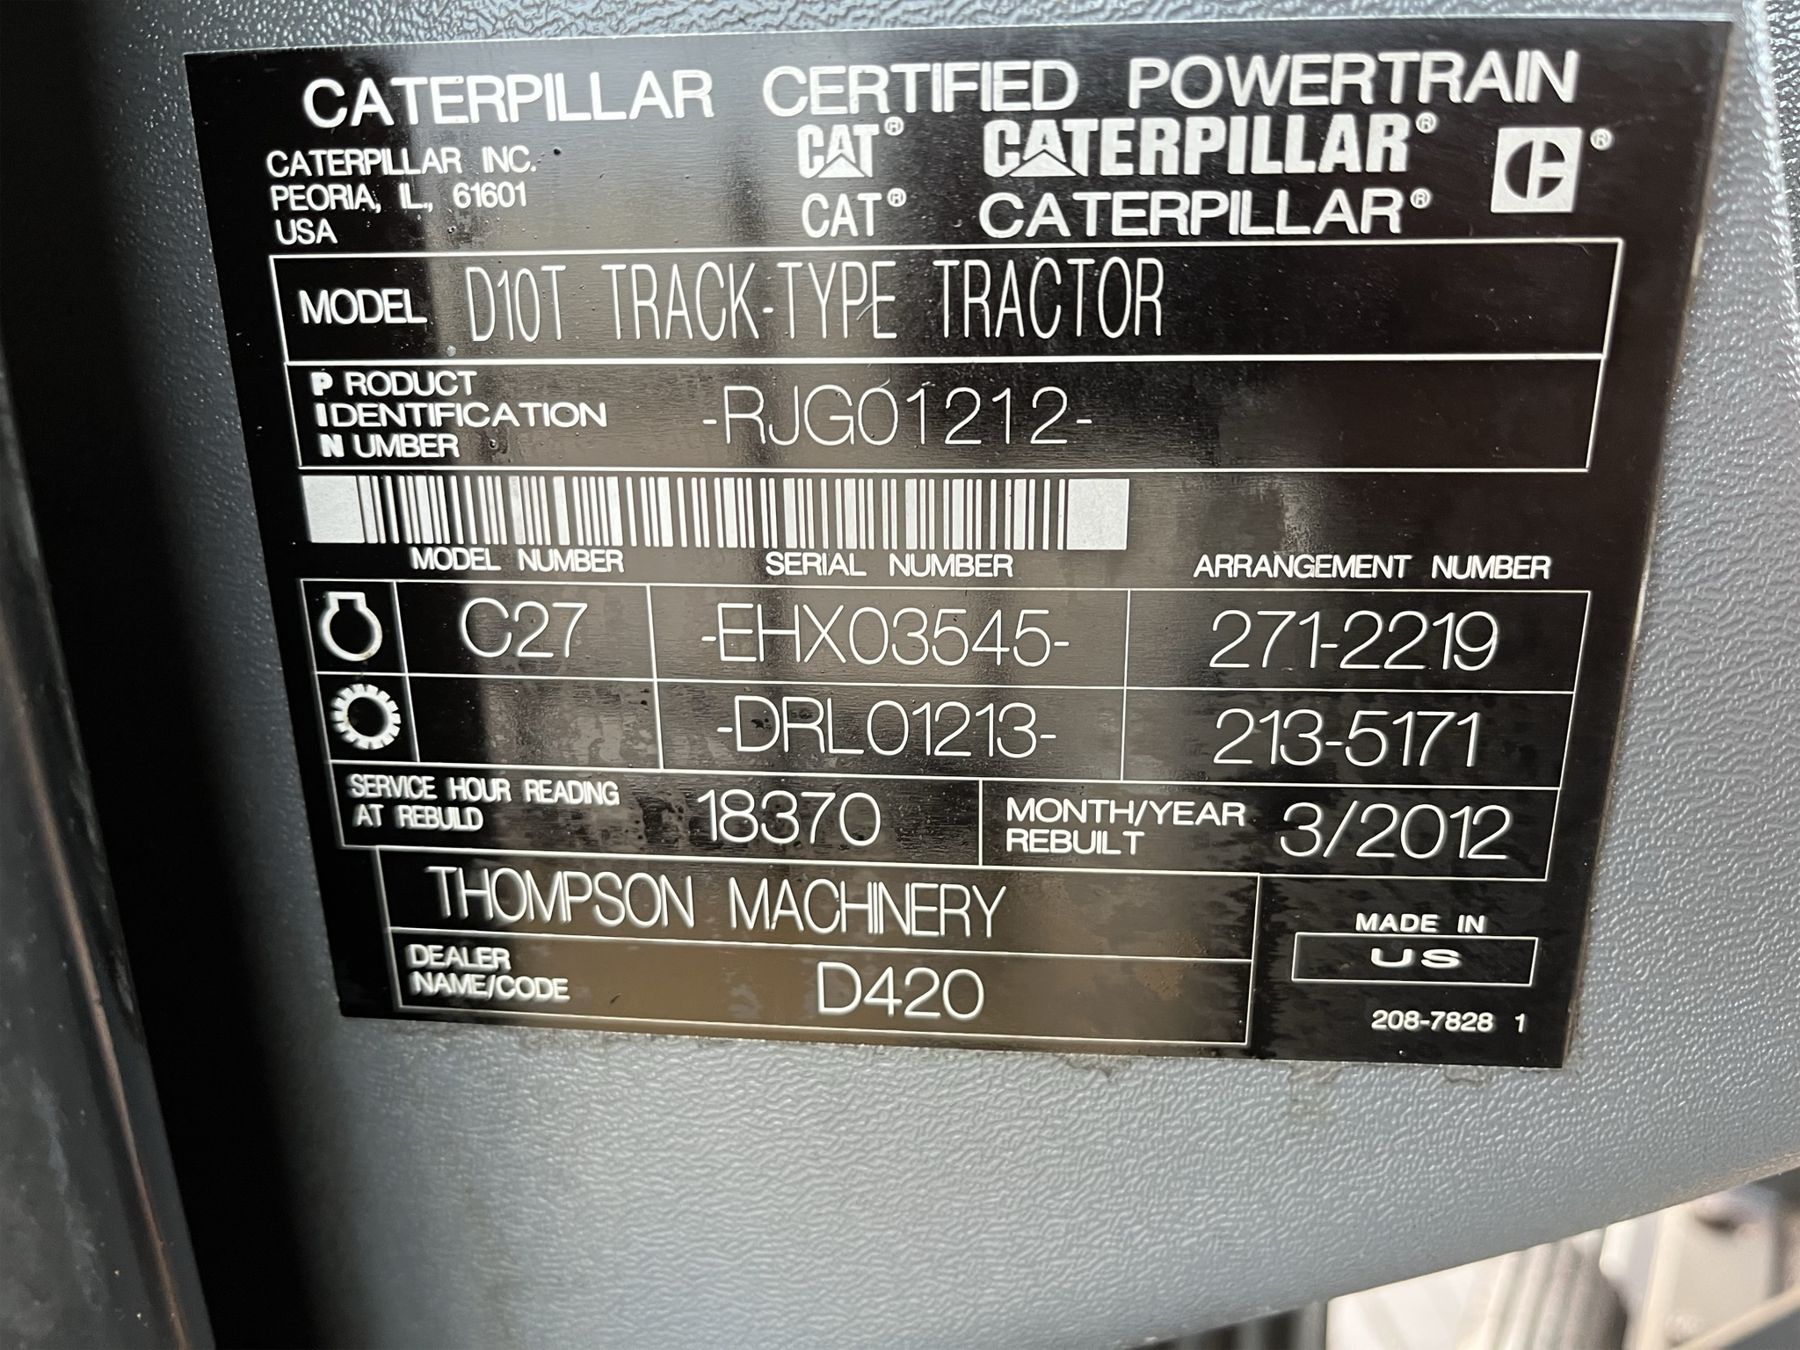 CATERPILLAR CERTIFIED POWERTRAIN
CATERPILLAR INC.
PEORIA, IL, 61601
USA
CAT® CATERPILLAR®
CAT® CATERPILLAR®
®
MODEL D10T TRACK-TYPE TRACTOR
PRODUCT
IDENTIFICATION
NUMBER
-RJG01212-
MODEL NUMBER SERIAL NUMBER ARRANGEMENT NUMBER
C27 -EHX03545- 271-2219
-DRL01213- 213-5171
SERVICE HOUR READING
AT REBUILD
18370
MONTH/YEAR
REBUILT
3/2012
THOMPSON MACHINERY
DEALER
NAME/CODE
D420
MADE IN
US
208-7828 1